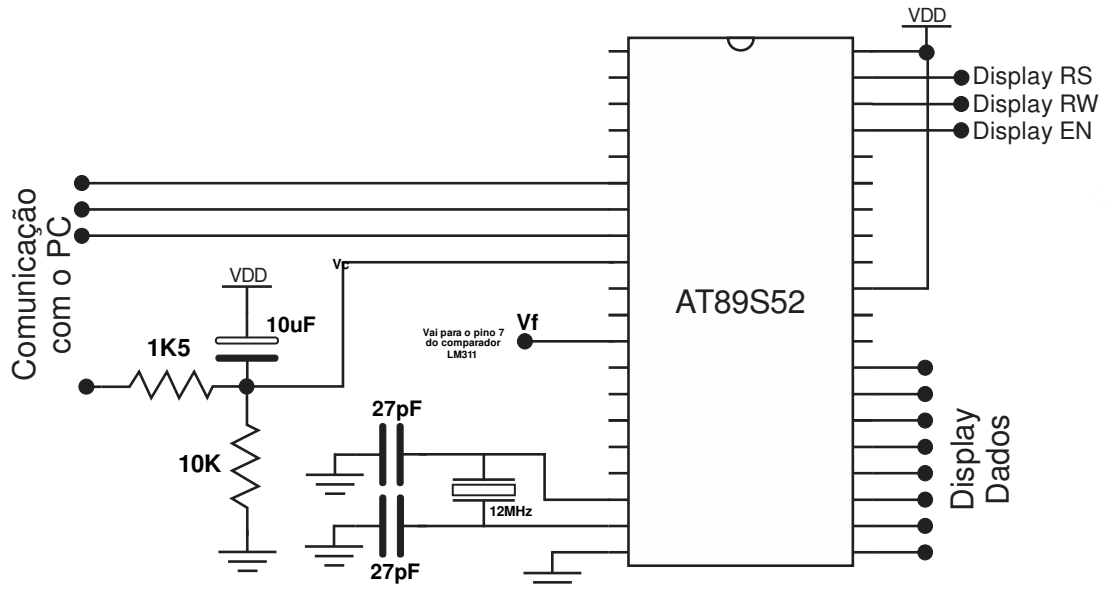 VDD
Display RS
Display RW
Display EN
Comunicação
com o PC
Vc
VDD
10uF
1K5
10K
AT89S52
Vai para o pino 7
do comparador
LM311
Vf
27pF
12MHz
27pF
Display
Dados